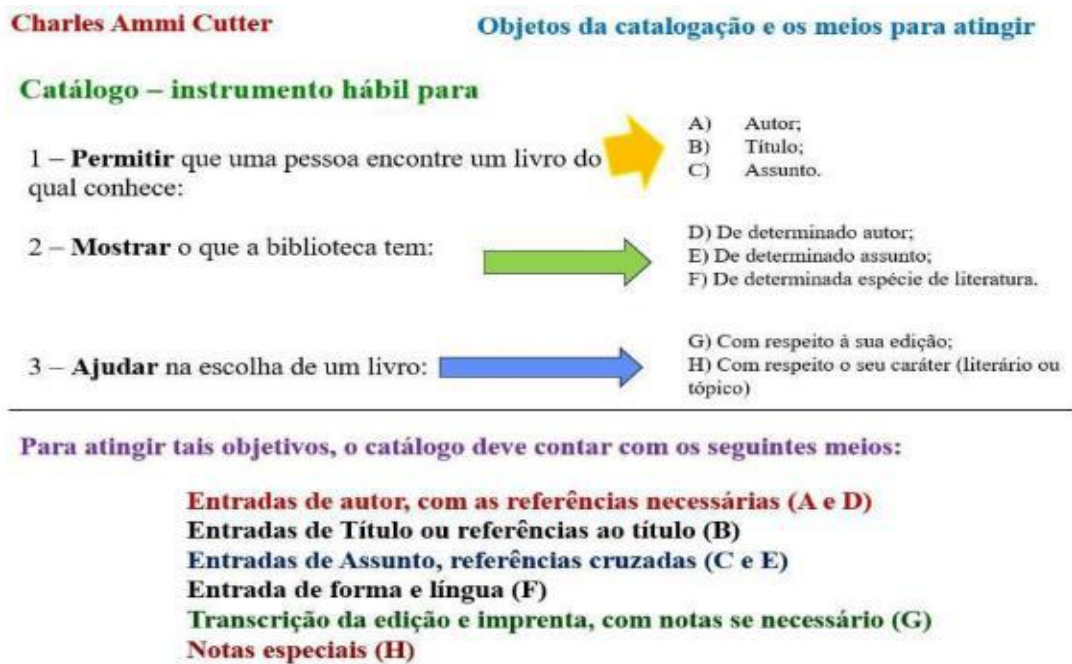 Charles Ammi Cutter
Objetos da catalogação e os meios para atingir
Catálogo – instrumento hábil para
1 – Permitir que uma pessoa encontre um livro do
qual conhece:
A) Autor;
B) Título;
C) Assunto.
2 – Mostrar o que a biblioteca tem:
D) De determinado autor;
E) De determinado assunto;
F) De determinada espécie de literatura.
3 – Ajudar na escolha de um livro:
G) Com respeito à sua edição;
H) Com respeito o seu caráter (literário ou
tópico)
Para atingir tais objetivos, o catálogo deve contar com os seguintes meios:
Entradas de autor, com as referências necessárias (A e D)
Entradas de Título ou referências ao título (B)
Entradas de Assunto, referências cruzadas (C e E)
Entrada de forma e língua (F)
Transcrição da edição e imprenta, com notas se necessário (G)
Notas especiais (H)